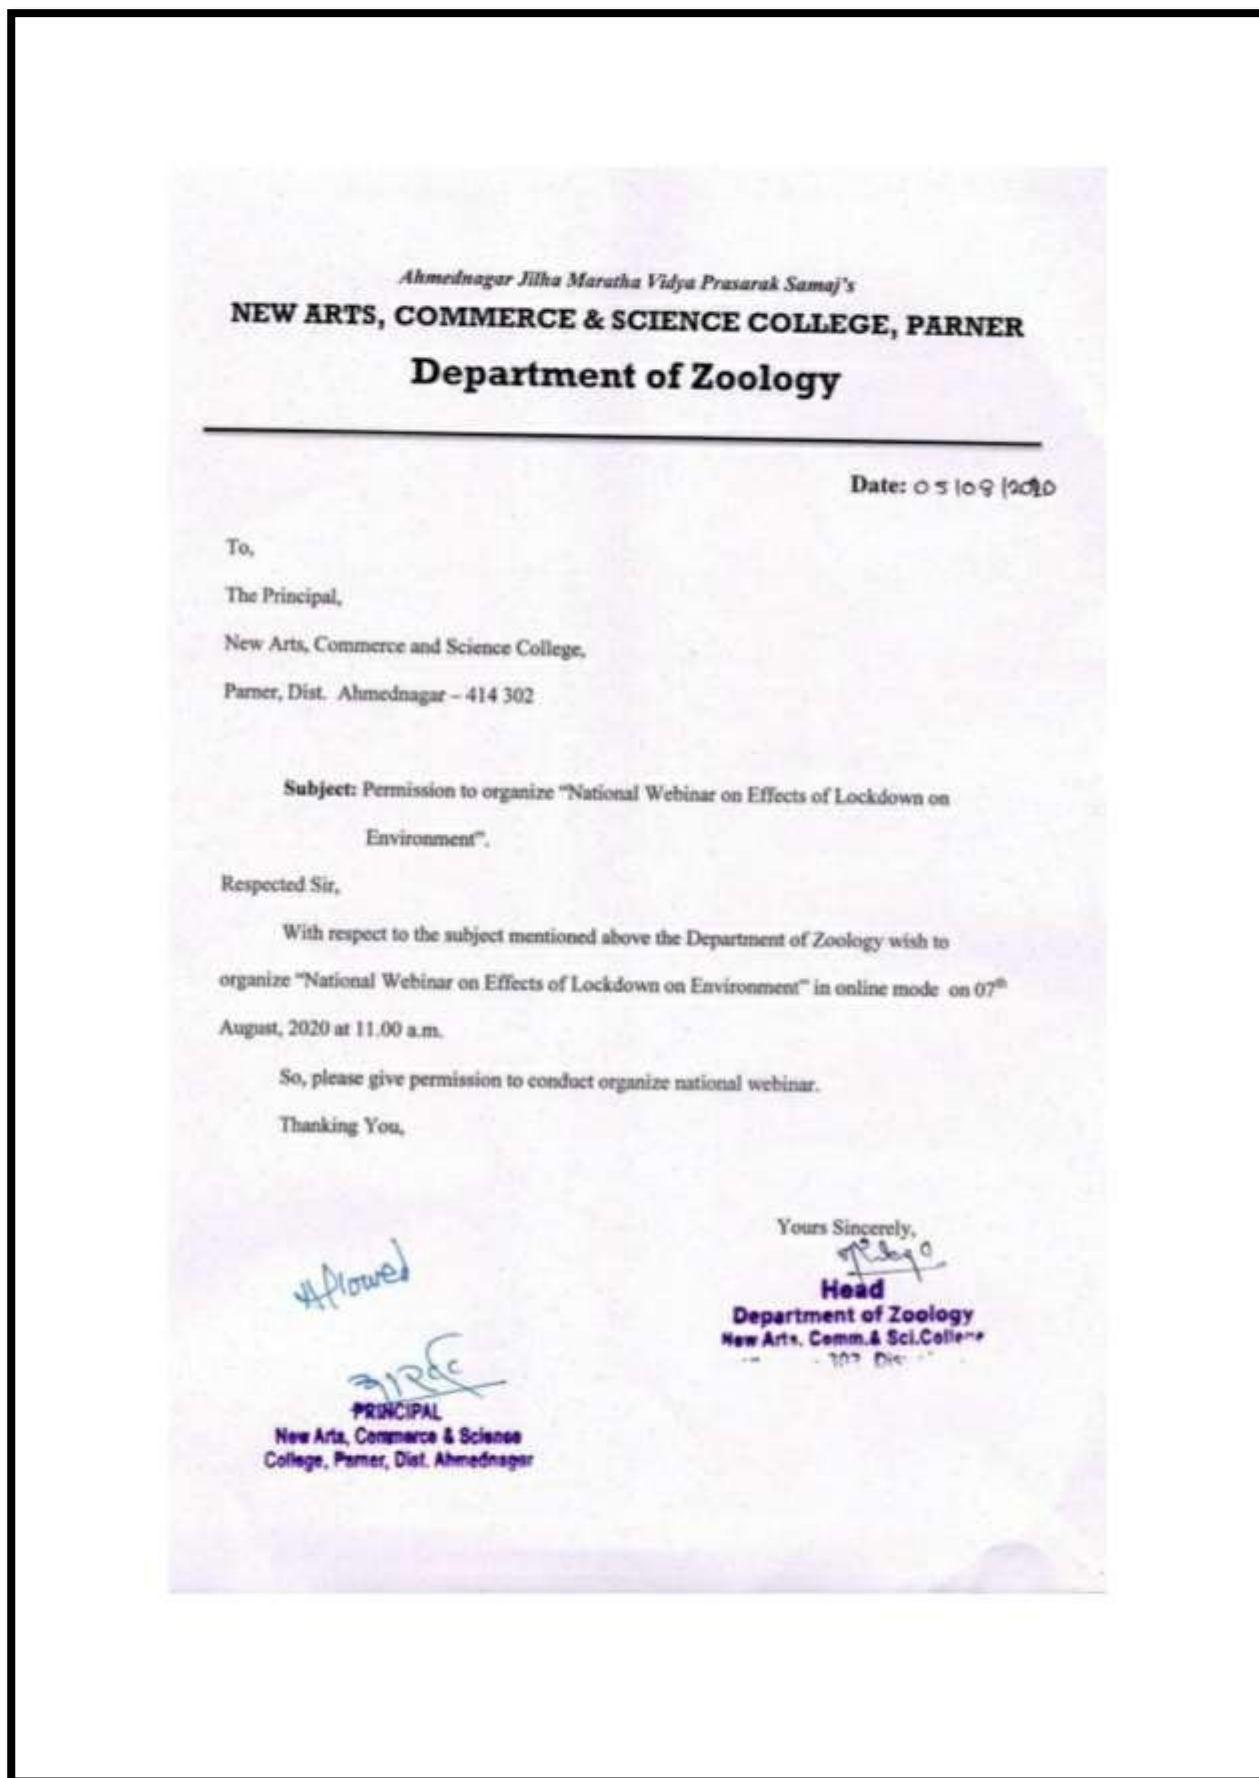 Ahmednagar Jilha Maratha Vidya Prasarak Samaj's
NEW ARTS, COMMERCE & SCIENCE COLLEGE, PARNER
Department of Zoology
Date: 05/08/2020
To,
The Principal,
New Arts, Commerce and Science College,
Parner, Dist. Ahmednagar – 414 302
Subject: Permission to organize “National Webinar on Effects of Lockdown on
Environment”.
Respected Sir,
With respect to the subject mentioned above the Department of Zoology wish to
organize “National Webinar on Effects of Lockdown on Environment” in online mode on 07th
August, 2020 at 11.00 a.m.
So, please give permission to conduct organize national webinar.
Thanking You,
Yours Sincerely,
Head
Department of Zoology
New Arts, Comm.& Sci.College
Allowed
PRINCIPAL
New Arts, Commerce & Science
College, Parner, Dist. Ahmednagar